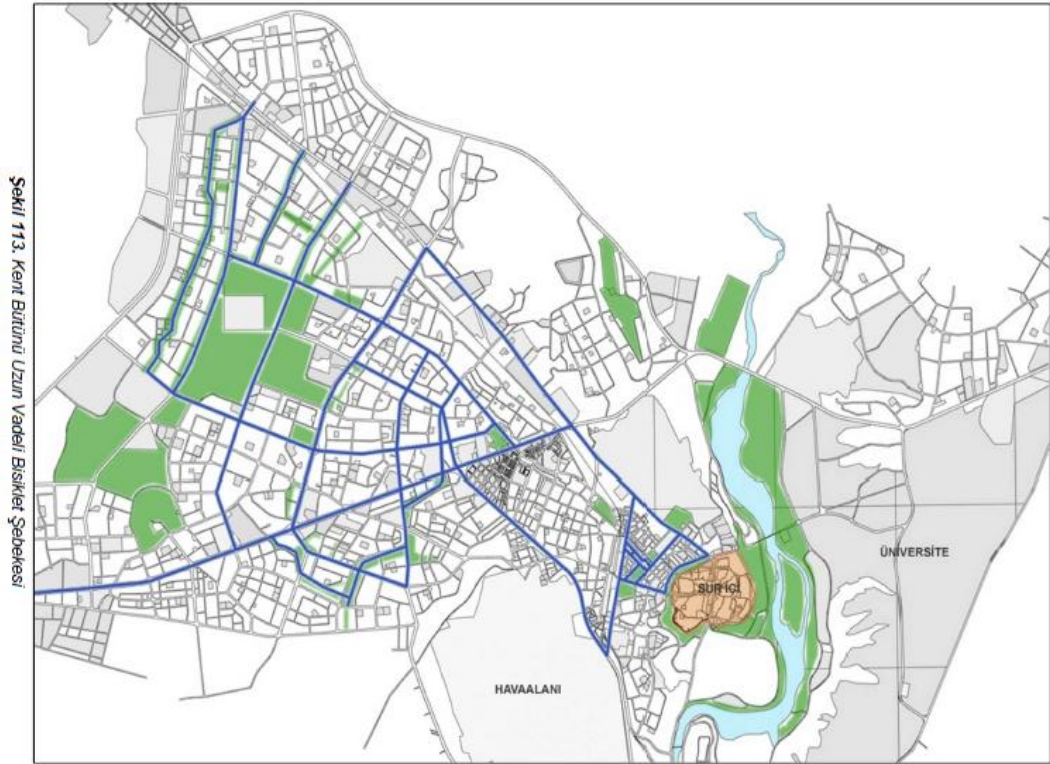 Şekil 113. Kent Bütünü Uzun Vadeli Bisiklet Şebekesi
ÜNİVERSİTE
SUR İÇİ
HAVAALANI